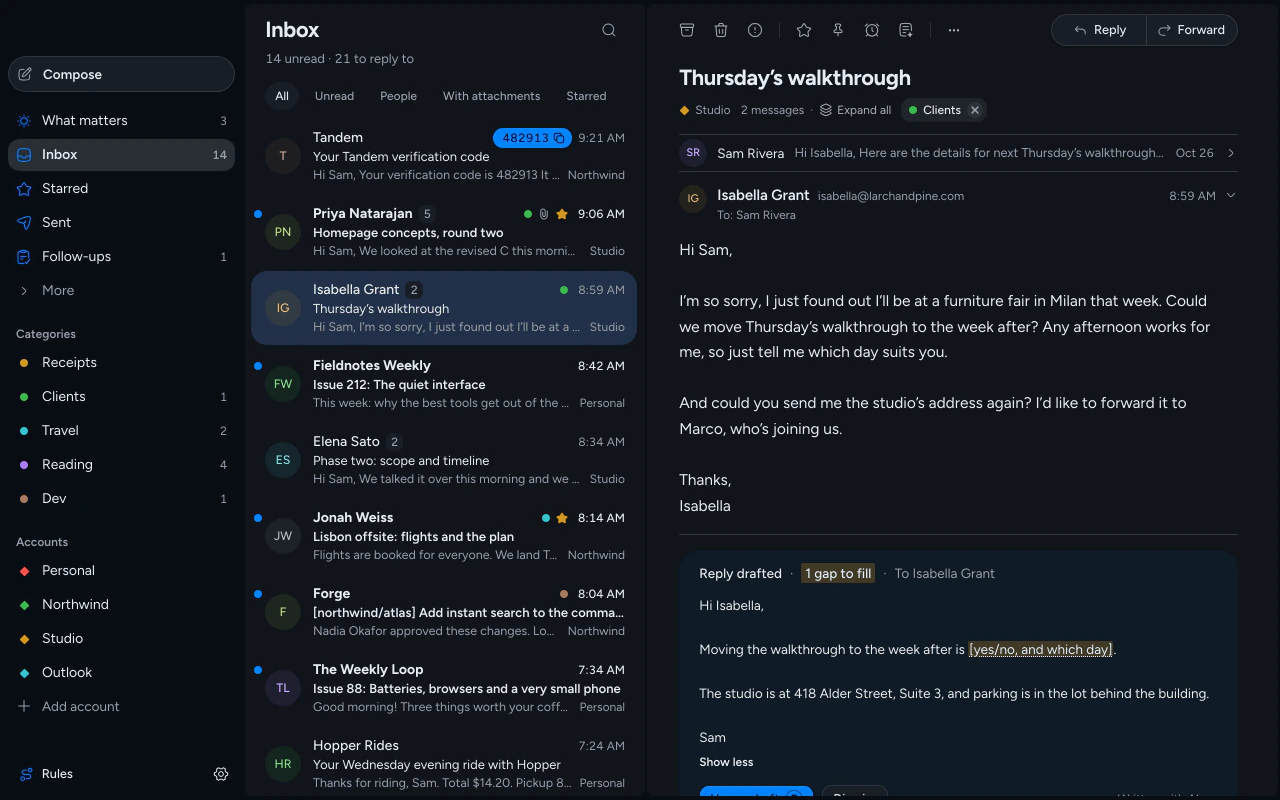 Compose
What matters 3
Inbox 14
Starred
Sent
Follow-ups 1
More
Categories
Receipts
Clients 1
Travel 2
Reading 4
Dev 1
Accounts
Personal
Northwind
Studio
Outlook
Add account
Rules
Inbox
14 unread · 21 to reply to
All Unread People With attachments Starred
T
Tandem 482913 9:21 AM
Your Tandem verification code
Hi Sam, Your verification code is 482913 It ... Northwind
PN
Priya Natarajan 5 9:06 AM
Homepage concepts, round two
Hi Sam, We looked at the revised C this morni... Studio
IG
Isabella Grant 2 8:59 AM
Thursday’s walkthrough
Hi Sam, I’m so sorry, I just found out I’ll be at a ... Studio
FW
Fieldnotes Weekly 8:42 AM
Issue 212: The quiet interface
This week: why the best tools get out of the ... Personal
ES
Elena Sato 2 8:34 AM
Phase two: scope and timeline
Hi Sam, We talked it over this morning and we ... Studio
JW
Jonah Weiss 8:14 AM
Lisbon offsite: flights and the plan
Flights are booked for everyone. We land T... Northwind
F
Forge 8:04 AM
[northwind/atlas] Add instant search to the comma...
Nadia Okafor approved these changes. Lo... Northwind
TL
The Weekly Loop 7:34 AM
Issue 88: Batteries, browsers and a very small phone
Good morning! Three things worth your coff... Personal
HR
Hopper Rides 7:24 AM
Your Wednesday evening ride with Hopper
Thanks for riding, Sam. Total $14.20. Pickup 8... Personal
Reply Forward
Thursday’s walkthrough
Studio 2 messages · Expand all Clients
SR Sam Rivera Hi Isabella, Here are the details for next Thursday’s walkthrough... Oct 26
IG Isabella Grant isabella@larchandpine.com 8:59 AM
To: Sam Rivera
Hi Sam,
I’m so sorry, I just found out I’ll be at a furniture fair in Milan that week. Could
we move Thursday’s walkthrough to the week after? Any afternoon works for
me, so just tell me which day suits you.
And could you send me the studio’s address again? I’d like to forward it to
Marco, who’s joining us.
Thanks,
Isabella
Reply drafted · 1 gap to fill · To Isabella Grant
Hi Isabella,
Moving the walkthrough to the week after is [yes/no, and which day].
The studio is at 418 Alder Street, Suite 3, and parking is in the lot behind the building.
Sam
Show less